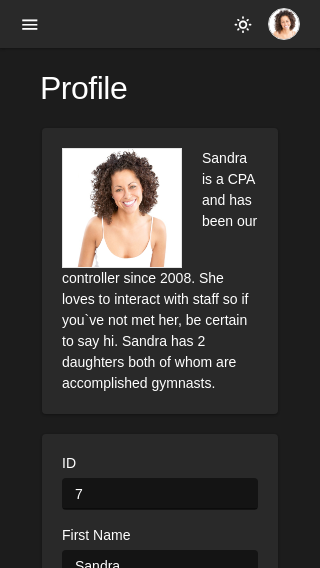 Profile
Sandra
is a CPA
and has
been our
controller since 2008. She
loves to interact with staff so if
you`ve not met her, be certain
to say hi. Sandra has 2
daughters both of whom are
accomplished gymnasts.
ID
7
First Name
Sandra